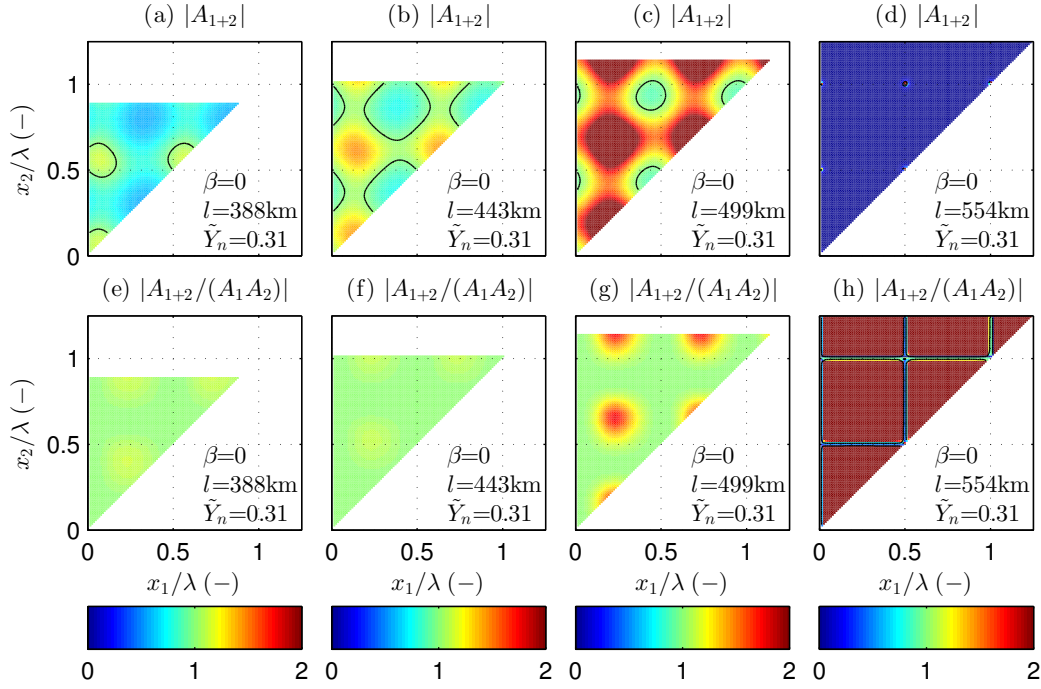 (a) |A₁₊₂|
(b) |A₁₊₂|
(c) |A₁₊₂|
(d) |A₁₊₂|
x₂/λ (−)
1
0.5
0
β=0
l=388km
Ỹₙ=0.31
β=0
l=443km
Ỹₙ=0.31
β=0
l=499km
Ỹₙ=0.31
β=0
l=554km
Ỹₙ=0.31
(e) |A₁₊₂/(A₁A₂)|
(f) |A₁₊₂/(A₁A₂)|
(g) |A₁₊₂/(A₁A₂)|
(h) |A₁₊₂/(A₁A₂)|
x₂/λ (−)
1
0.5
0
β=0
l=388km
Ỹₙ=0.31
β=0
l=443km
Ỹₙ=0.31
β=0
l=499km
Ỹₙ=0.31
β=0
l=554km
Ỹₙ=0.31
0 0.5 1
0 0.5 1
0 0.5 1
0 0.5 1
x₁/λ (−)
x₁/λ (−)
x₁/λ (−)
x₁/λ (−)
0 1 2
0 1 2
0 1 2
0 1 2